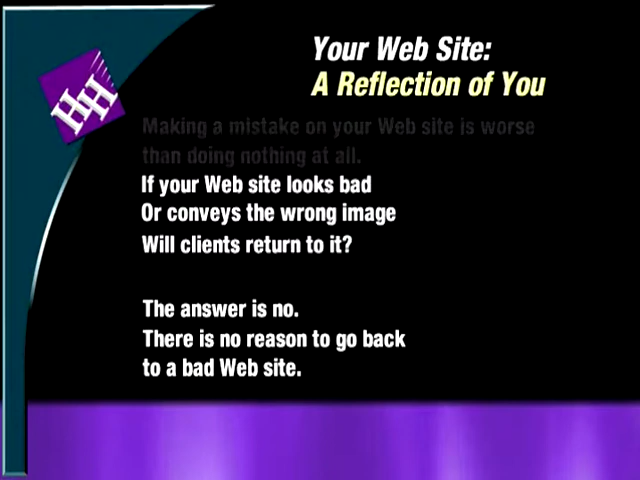 HH
Your Web Site:
A Reflection of You
Making a mistake on your Web site is worse
than doing nothing at all.
If your Web site looks bad
Or conveys the wrong image
Will clients return to it?
The answer is no.
There is no reason to go back
to a bad Web site.